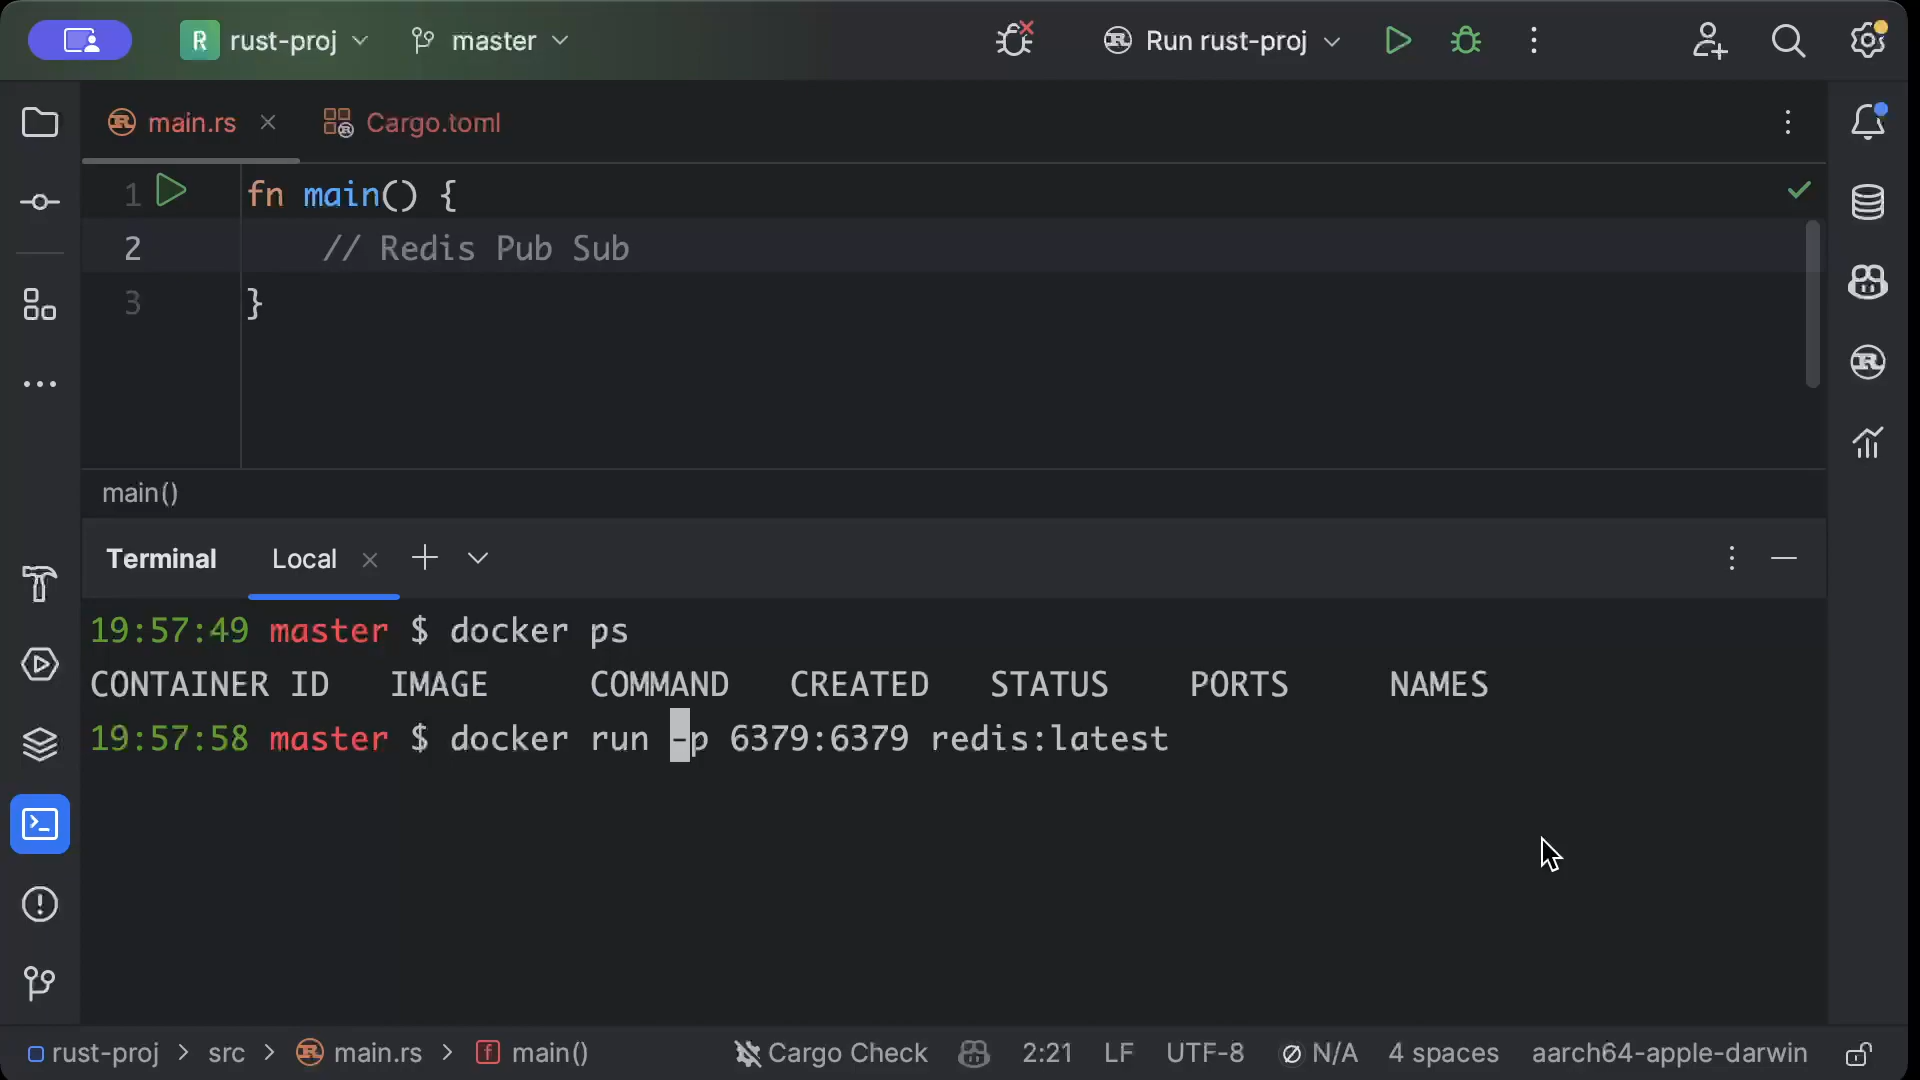 R rust-proj master Run rust-proj
main.rs Cargo.toml
1 fn main() {
2 // Redis Pub Sub
3 }
main()
Terminal Local
19:57:49 master $ docker ps
CONTAINER ID IMAGE COMMAND CREATED STATUS PORTS NAMES
19:57:58 master $ docker run -p 6379:6379 redis:latest
rust-proj > src > main.rs > f main() Cargo Check 2:21 LF UTF-8 N/A 4 spaces aarch64-apple-darwin